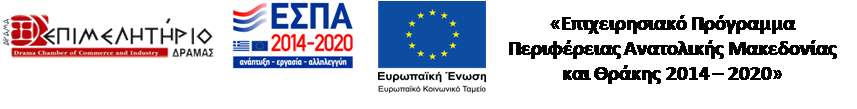 ΔΡΑΜΑ
ΕΠΙΜΕΛΗΤΗΡΙΟ
Drama Chamber of Commerce and Industry
ΔΡΑΜΑΣ
ΕΣΠΑ
2014-2020
ανάπτυξη - εργασία - αλληλεγγύη
Ευρωπαϊκή Ένωση
Ευρωπαϊκό Κοινωνικό Ταμείο
«Επιχειρησιακό Πρόγραμμα
Περιφέρειας Ανατολικής Μακεδονίας
και Θράκης 2014 – 2020»